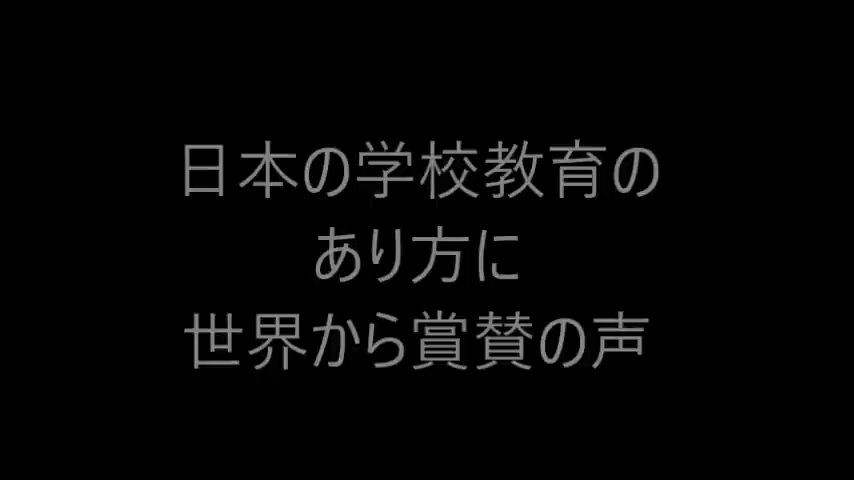 日本の学校教育の
あり方に
世界から賞賛の声